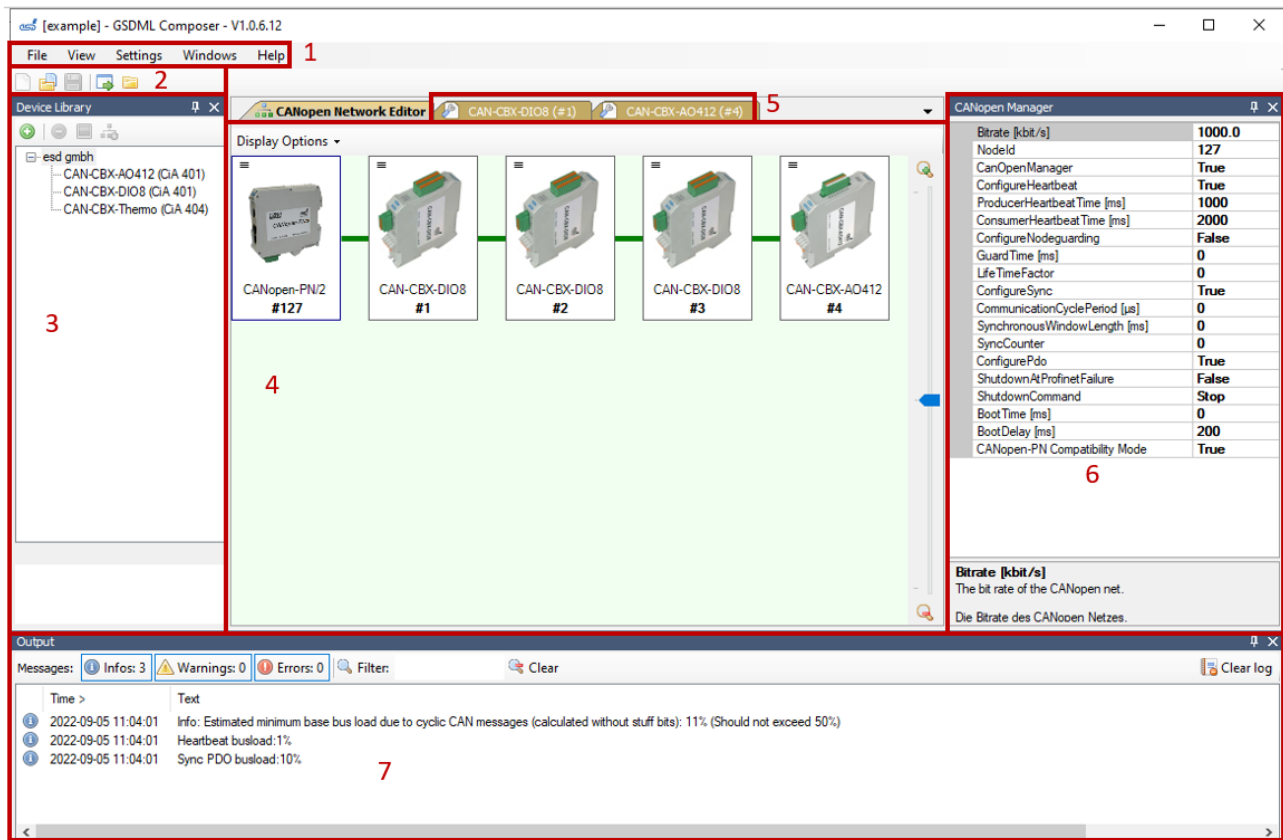 esd [example] - GSDML Composer - V1.0.6.12
File View Settings Windows Help 1
2
Device Library
esd gmbh
CAN-CBX-AO412 (CiA 401)
CAN-CBX-DIO8 (CiA 401)
CAN-CBX-Thermo (CiA 404)
3
CANopen Network Editor CAN-CBX-DIO8 (#1) CAN-CBX-AO412 (#4) 5
Display Options
CANopen-PN/2
#127
CAN-CBX-DIO8
#1
CAN-CBX-DIO8
#2
CAN-CBX-DIO8
#3
CAN-CBX-AO412
#4
4
CANopen Manager
Bitrate [kbit/s] 1000.0
NodeId 127
CanOpenManager True
ConfigureHeartbeat True
ProducerHeartbeatTime [ms] 1000
ConsumerHeartbeatTime [ms] 2000
ConfigureNodeguarding False
GuardTime [ms] 0
LifeTimeFactor 0
ConfigureSync True
CommunicationCyclePeriod [µs] 0
SynchronousWindowLength [ms] 0
SyncCounter 0
ConfigurePdo True
ShutdownAtProfinetFailure False
ShutdownCommand Stop
BootTime [ms] 0
BootDelay [ms] 200
CANopen-PN Compatibility Mode True
6
Bitrate [kbit/s]
The bit rate of the CANopen net.
Die Bitrate des CANopen Netzes.
Output
Messages: Infos: 3 Warnings: 0 Errors: 0 Filter: Clear Clear log
Time > Text
2022-09-05 11:04:01 Info: Estimated minimum base bus load due to cyclic CAN messages (calculated without stuff bits): 11% (Should not exceed 50%)
2022-09-05 11:04:01 Heartbeat busload:1%
2022-09-05 11:04:01 Sync PDO busload:10%
7